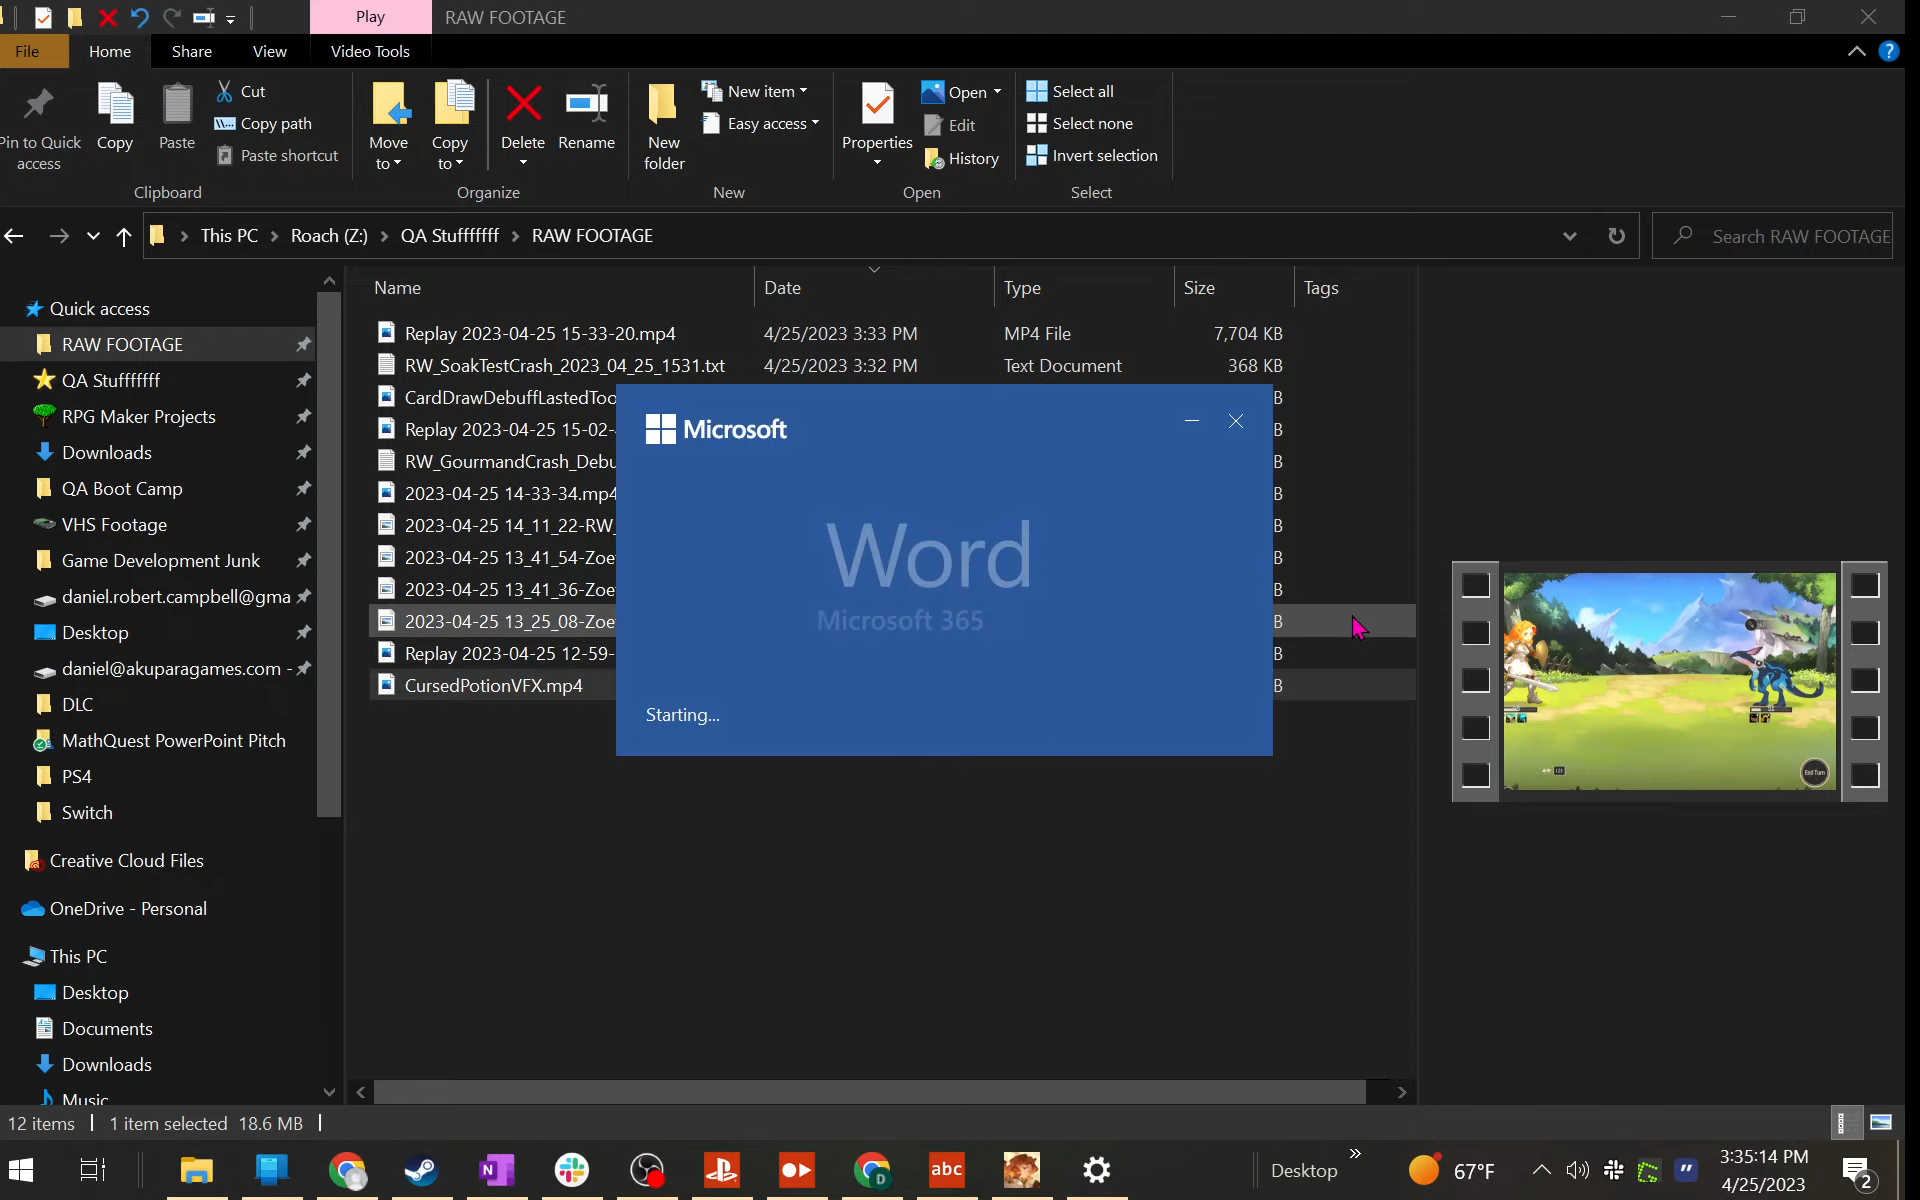 Play RAW FOOTAGE
File Home Share View Video Tools
Pin to Quick access
Copy
Paste
Cut
Copy path
Paste shortcut
Clipboard
Move to
Copy to
Delete
Rename
Organize
New folder
New item
Easy access
New
Properties
Open
Edit
History
Open
Select all
Select none
Invert selection
Select
This PC Roach (Z:) QA Stufffffff RAW FOOTAGE
Search RAW FOOTAGE
Name Date Type Size Tags
Quick access
RAW FOOTAGE
QA Stufffffff
RPG Maker Projects
Downloads
QA Boot Camp
VHS Footage
Game Development Junk
daniel.robert.campbell@gma
Desktop
daniel@akuparagames.com -
DLC
MathQuest PowerPoint Pitch
PS4
Switch
Creative Cloud Files
OneDrive - Personal
This PC
Desktop
Documents
Downloads
Music
Replay 2023-04-25 15-33-20.mp4 4/25/2023 3:33 PM MP4 File 7,704 KB
RW_SoakTestCrash_2023_04_25_1531.txt 4/25/2023 3:32 PM Text Document 368 KB
CardDrawDebuffLastedToo B
Replay 2023-04-25 15-02- B
RW_GourmandCrash_Debu B
2023-04-25 14-33-34.mp4 B
2023-04-25 14_11_22-RW_ B
2023-04-25 13_41_54-Zoe B
2023-04-25 13_41_36-Zoe B
2023-04-25 13_25_08-Zoe B
Replay 2023-04-25 12-59- B
CursedPotionVFX.mp4 B
Microsoft
Word
Microsoft 365
Starting...
End Turn
12 items 1 item selected 18.6 MB
abc
Desktop
67°F
3:35:14 PM
4/25/2023
2